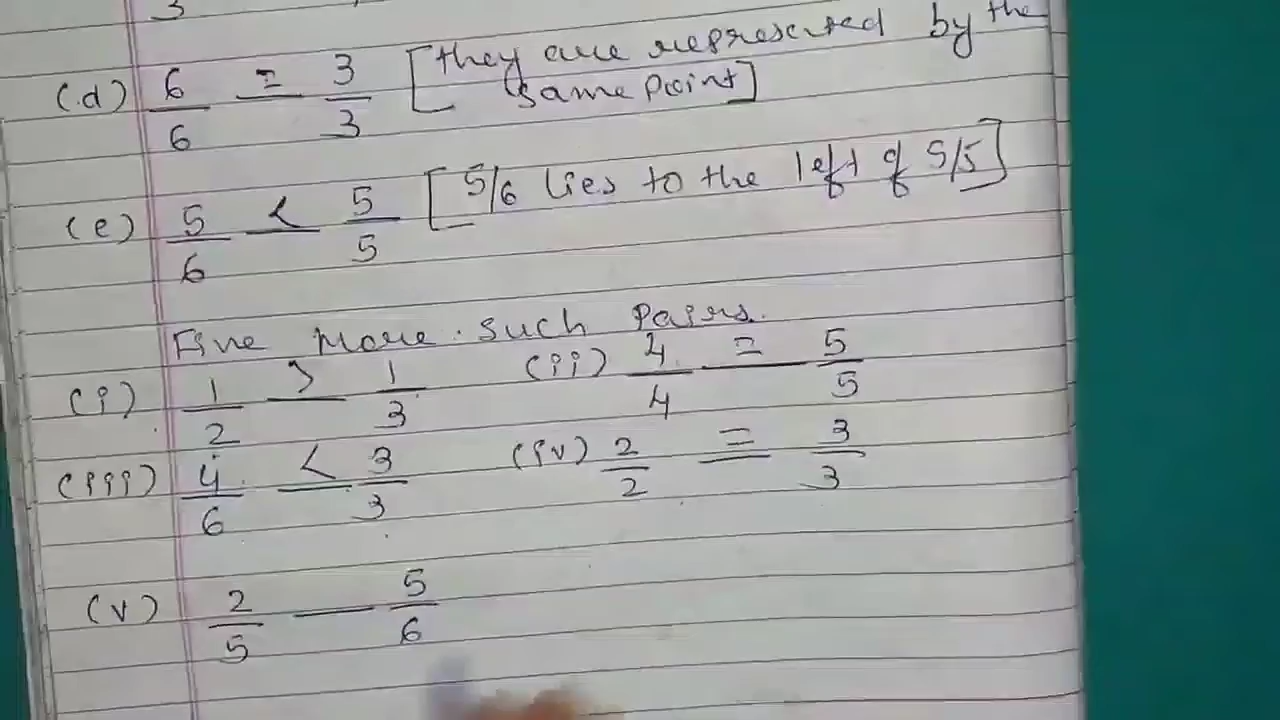 3
(d) 6/6 = 3/3 [they are represented by the
same point]
(e) 5/6 < 5/5 [5/6 lies to the left of 5/5]
Five more such pairs.
(i) 1/2 > 1/3 (ii) 4/4 = 5/5
(iii) 4/6 < 3/3 (iv) 2/2 = 3/3
(v) 2/5 __ 5/6